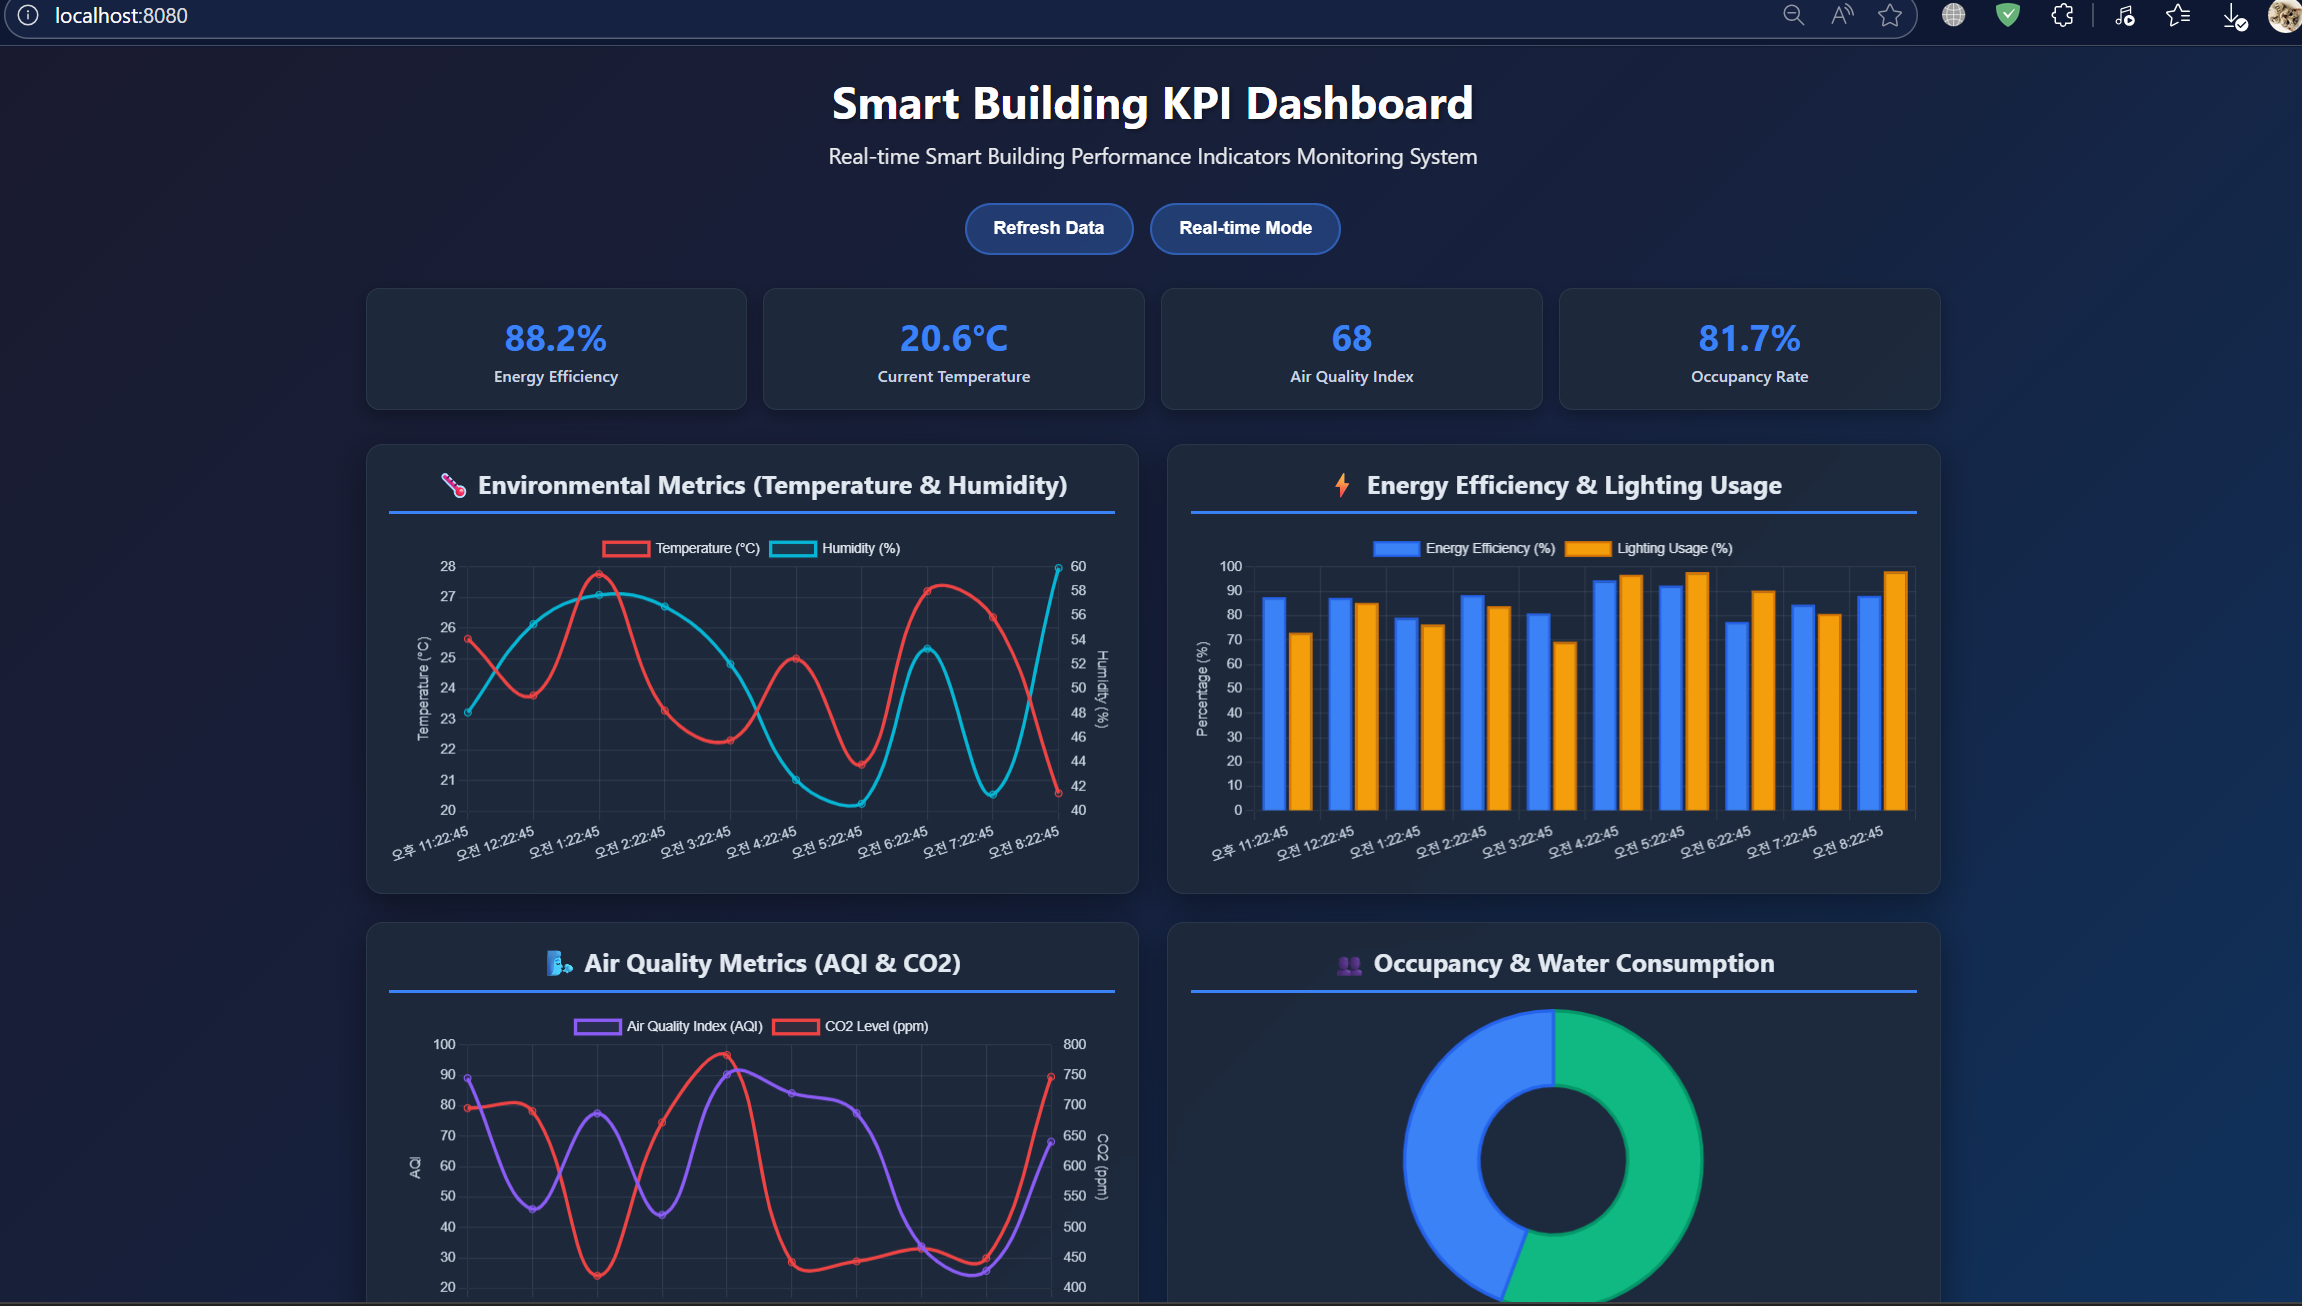 localhost:8080
Smart Building KPI Dashboard
Real-time Smart Building Performance Indicators Monitoring System
Refresh Data
Real-time Mode
88.2%
Energy Efficiency
20.6°C
Current Temperature
68
Air Quality Index
81.7%
Occupancy Rate
Environmental Metrics (Temperature & Humidity)
Temperature (°C) Humidity (%)
28
27
26
25
24
23
22
21
20
Temperature (°C)
60
58
56
54
52
50
48
46
44
42
40
Humidity (%)
오후 11:22:45
오전 12:22:45
오전 1:22:45
오전 2:22:45
오전 3:22:45
오전 4:22:45
오전 5:22:45
오전 6:22:45
오전 7:22:45
오전 8:22:45
Energy Efficiency & Lighting Usage
Energy Efficiency (%) Lighting Usage (%)
100
90
80
70
60
50
40
30
20
10
0
Percentage (%)
오후 11:22:45
오전 12:22:45
오전 1:22:45
오전 2:22:45
오전 3:22:45
오전 4:22:45
오전 5:22:45
오전 6:22:45
오전 7:22:45
오전 8:22:45
Air Quality Metrics (AQI & CO2)
Air Quality Index (AQI) CO2 Level (ppm)
100
90
80
70
60
50
40
30
20
AQI
800
750
700
650
600
550
500
450
400
CO2 (ppm)
Occupancy & Water Consumption